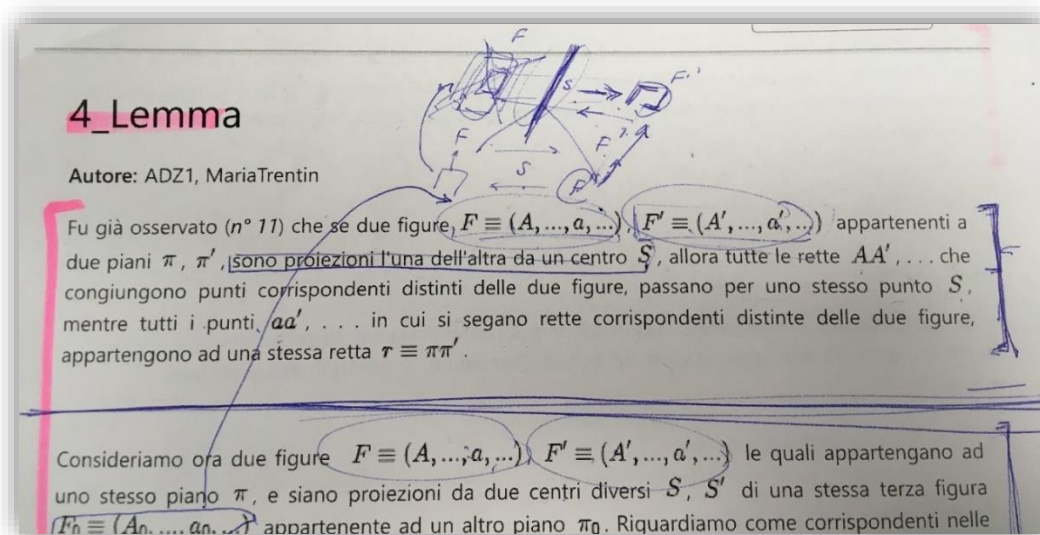 F
S
F'
F
F
S
4_Lemma
Autore: ADZ1, MariaTrentin
Fu già osservato (n° 11) che se due figure, F ≡ (A, ..., a, ...), F' ≡ (A', ..., a', ...) appartenenti a
due piani π, π', sono proiezioni l'una dell'altra da un centro S, allora tutte le rette AA', . . . che
congiungono punti corrispondenti distinti delle due figure, passano per uno stesso punto S,
mentre tutti i punti, aa', . . . in cui si segano rette corrispondenti distinte delle due figure,
appartengono ad una stessa retta r ≡ ππ'.
Consideriamo ora due figure F ≡ (A, ..., a, ...), F' ≡ (A', ..., a', ...) le quali appartengano ad
uno stesso piano π, e siano proiezioni da due centri diversi S, S' di una stessa terza figura
F₀ ≡ (A₀, ..., a₀, ...) appartenente ad un altro piano π₀. Riguardiamo come corrispondenti nelle